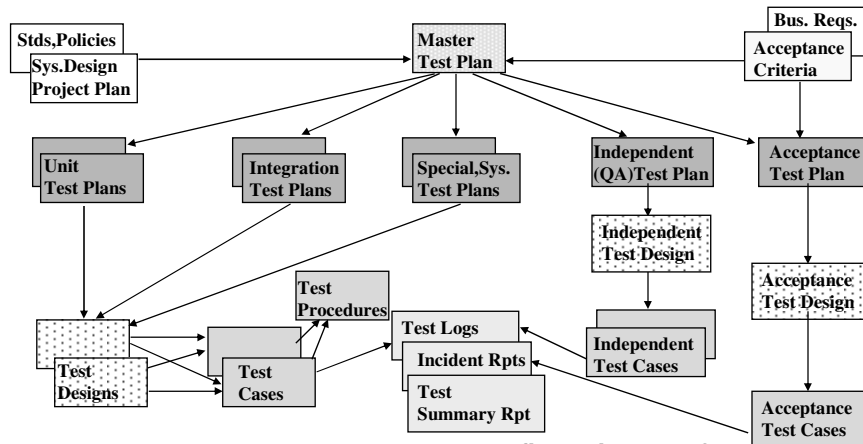 Stds,Policies
Sys.Design
Project Plan
Master
Test Plan
Bus. Reqs.
Acceptance
Criteria
Unit
Test Plans
Integration
Test Plans
Special,Sys.
Test Plans
Independent
(QA)Test Plan
Acceptance
Test Plan
Independent
Test Design
Acceptance
Test Design
Test
Procedures
Test
Designs
Test
Cases
Test Logs
Incident Rpts
Test
Summary Rpt
Independent
Test Cases
Acceptance
Test Cases